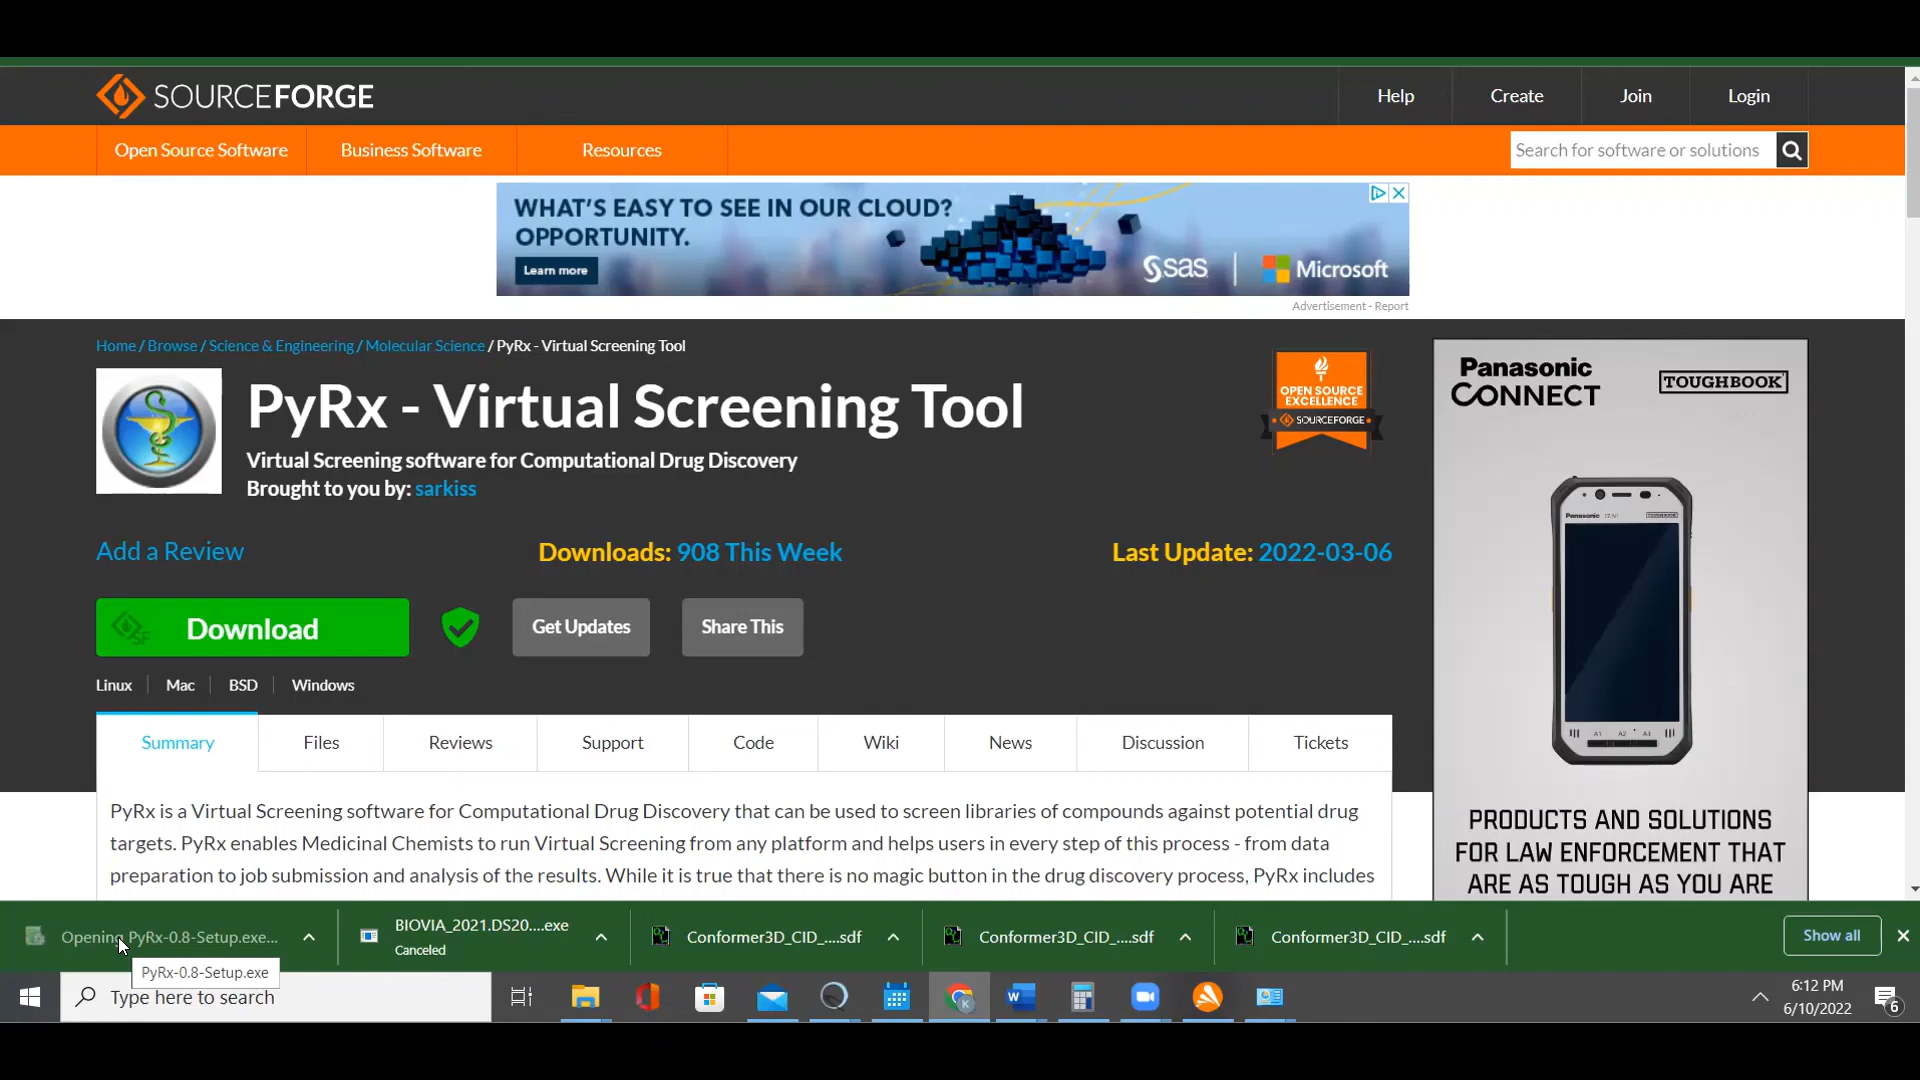 SOURCEFORGE
Help
Create
Join
Login
Open Source Software
Business Software
Resources
Search for software or solutions
WHAT'S EASY TO SEE IN OUR CLOUD?
OPPORTUNITY.
Learn more
sas
Microsoft
Advertisement - Report
Home / Browse / Science & Engineering / Molecular Science / PyRx - Virtual Screening Tool
PyRx - Virtual Screening Tool
Virtual Screening software for Computational Drug Discovery
Brought to you by: sarkiss
OPEN SOURCE
EXCELLENCE
SOURCEFORGE
Panasonic
CONNECT
TOUGHBOOK
Add a Review
Downloads: 908 This Week
Last Update: 2022-03-06
Download
SF
Get Updates
Share This
Linux
Mac
BSD
Windows
Panasonic
TOUGHBOOK
A1
A2
A3
Summary
Files
Reviews
Support
Code
Wiki
News
Discussion
Tickets
PyRx is a Virtual Screening software for Computational Drug Discovery that can be used to screen libraries of compounds against potential drug
targets. PyRx enables Medicinal Chemists to run Virtual Screening from any platform and helps users in every step of this process - from data
preparation to job submission and analysis of the results. While it is true that there is no magic button in the drug discovery process, PyRx includes
PRODUCTS AND SOLUTIONS
FOR LAW ENFORCEMENT THAT
ARE AS TOUGH AS YOU ARE
Opening PyRx-0.8-Setup.exe...
BIOVIA_2021.DS20....exe
Canceled
Conformer3D_CID_....sdf
Conformer3D_CID_....sdf
Conformer3D_CID_....sdf
Show all
PyRx-0.8-Setup.exe
Type here to search
6:12 PM
6/10/2022
6